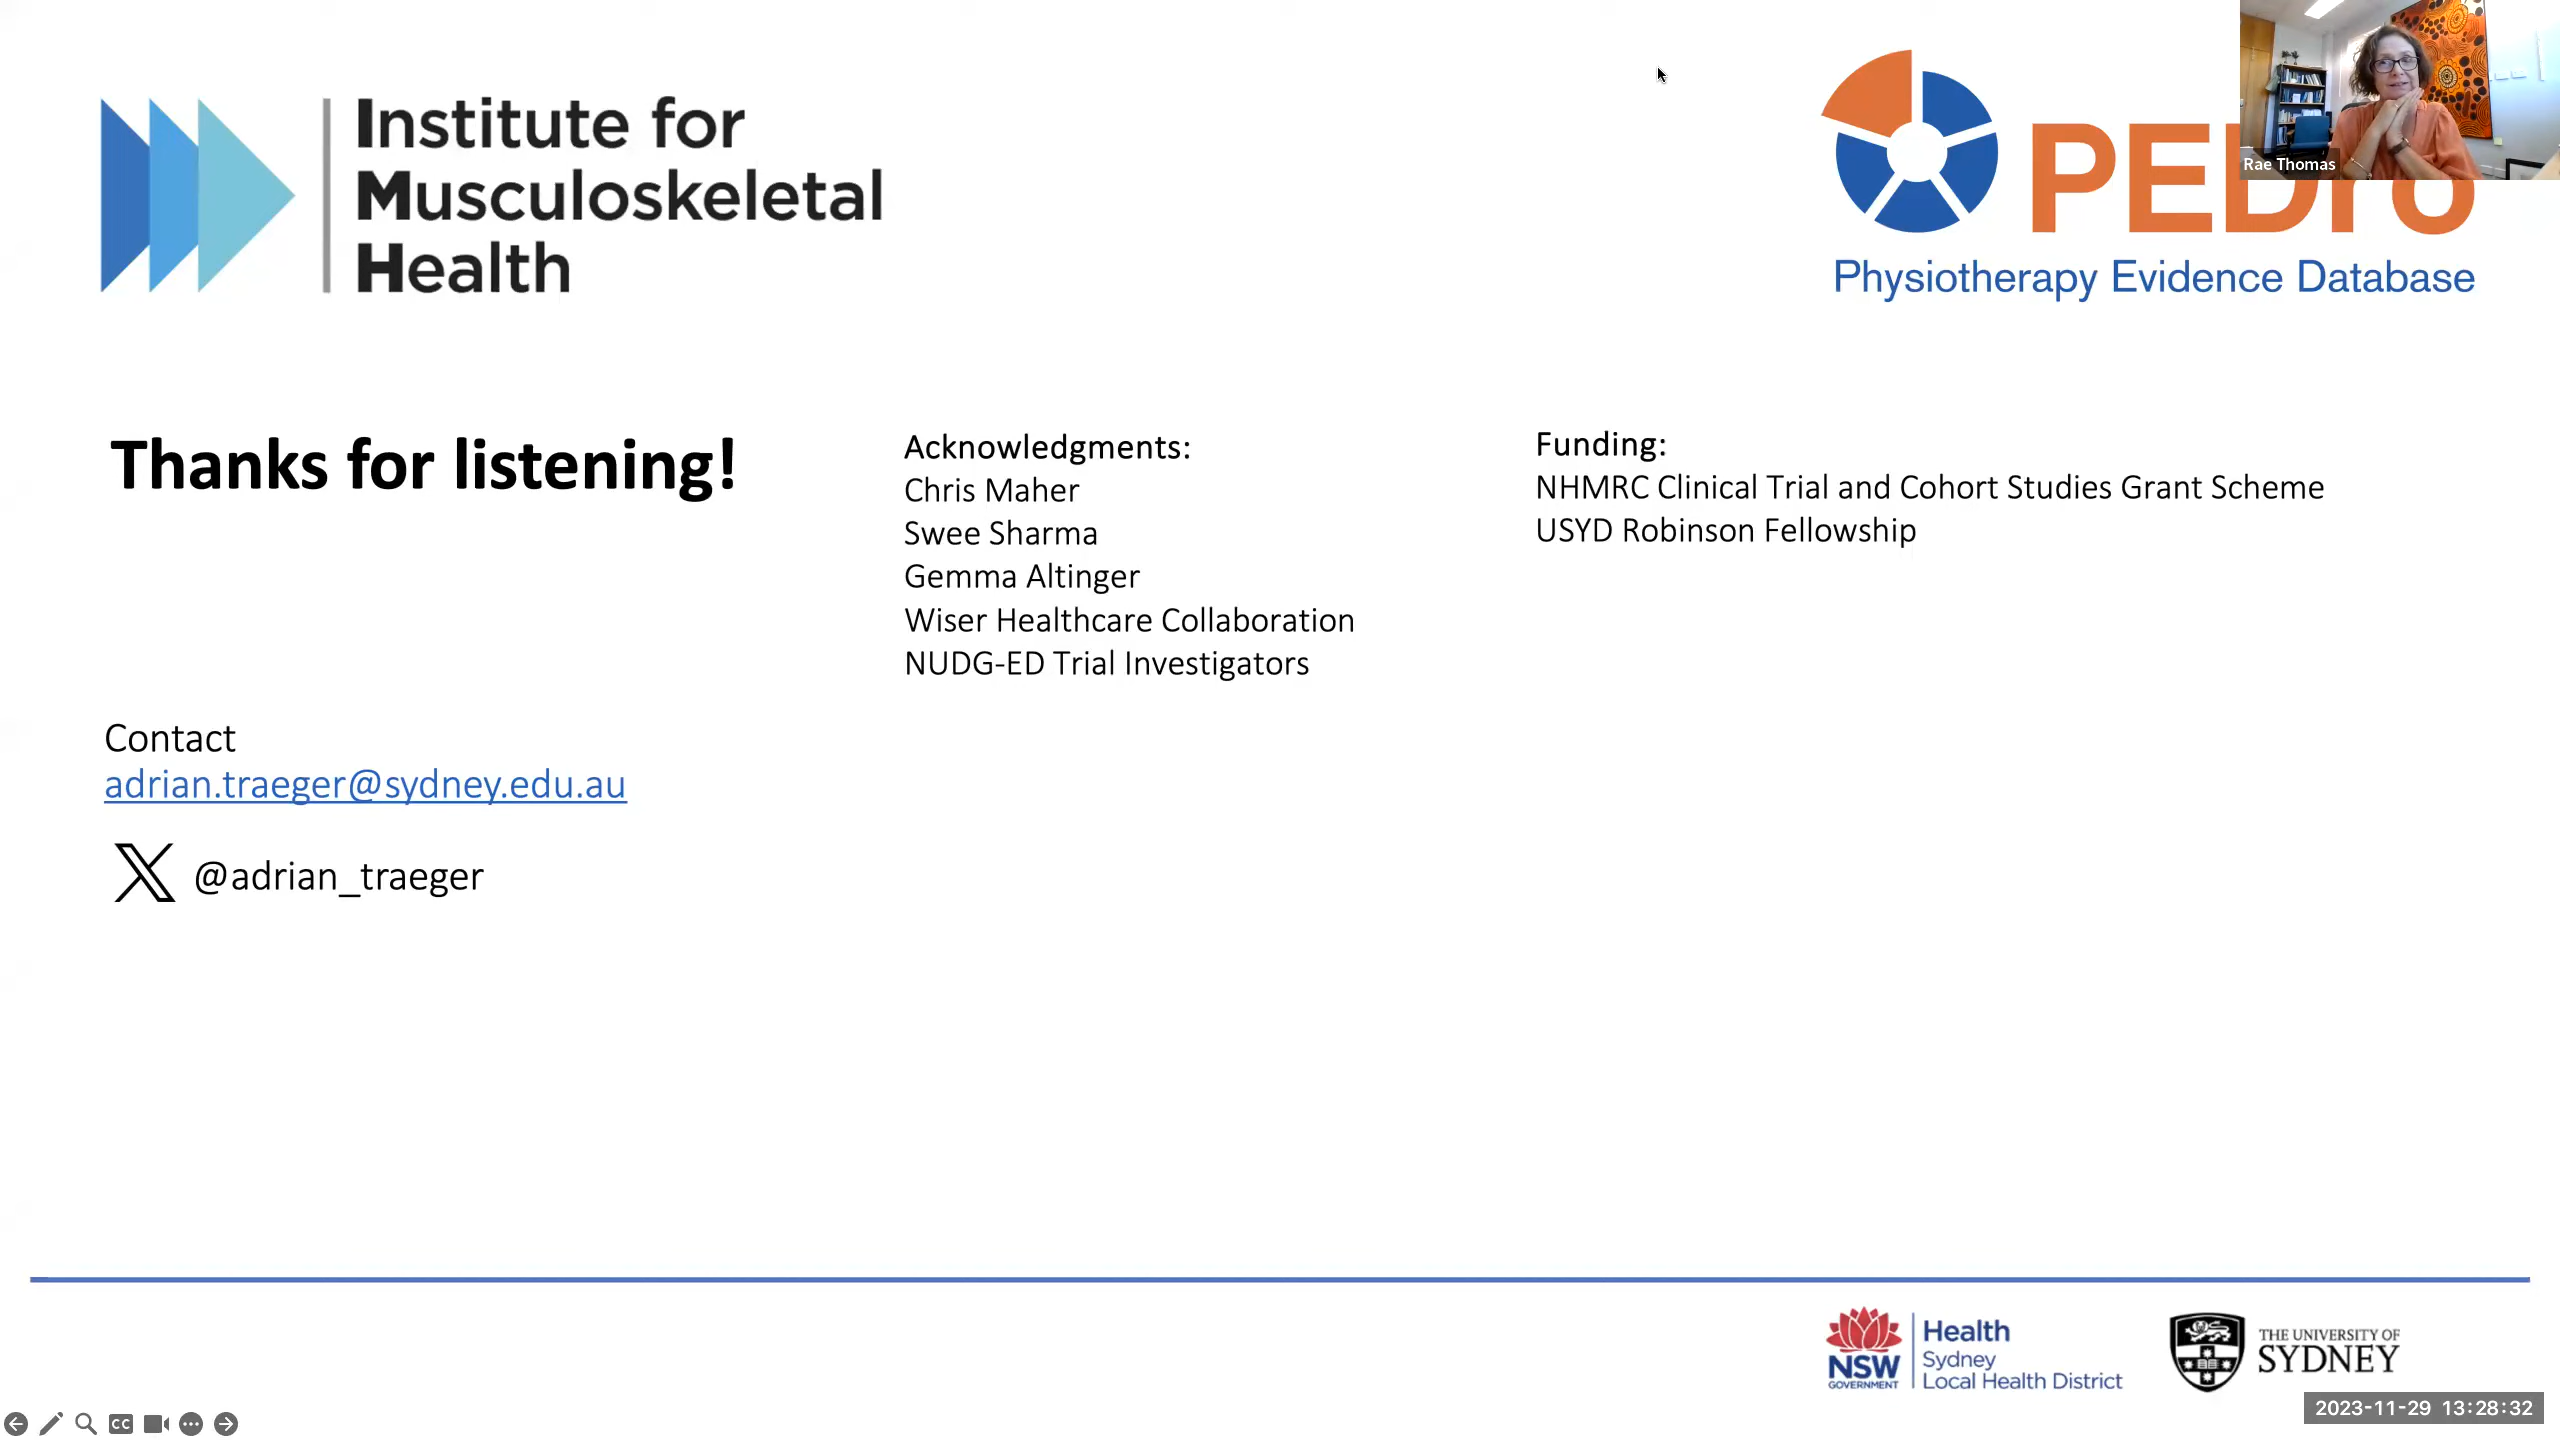 Institute for
Musculoskeletal
Health
PEDro
Physiotherapy Evidence Database
Rae Thomas
Thanks for listening!
Acknowledgments:
Chris Maher
Swee Sharma
Gemma Altinger
Wiser Healthcare Collaboration
NUDG-ED Trial Investigators
Funding:
NHMRC Clinical Trial and Cohort Studies Grant Scheme
USYD Robinson Fellowship
Contact
adrian.traeger@sydney.edu.au
@adrian_traeger
NSW
GOVERNMENT
Health
Sydney
Local Health District
THE UNIVERSITY OF
SYDNEY
CC
2023-11-29 13:28:32